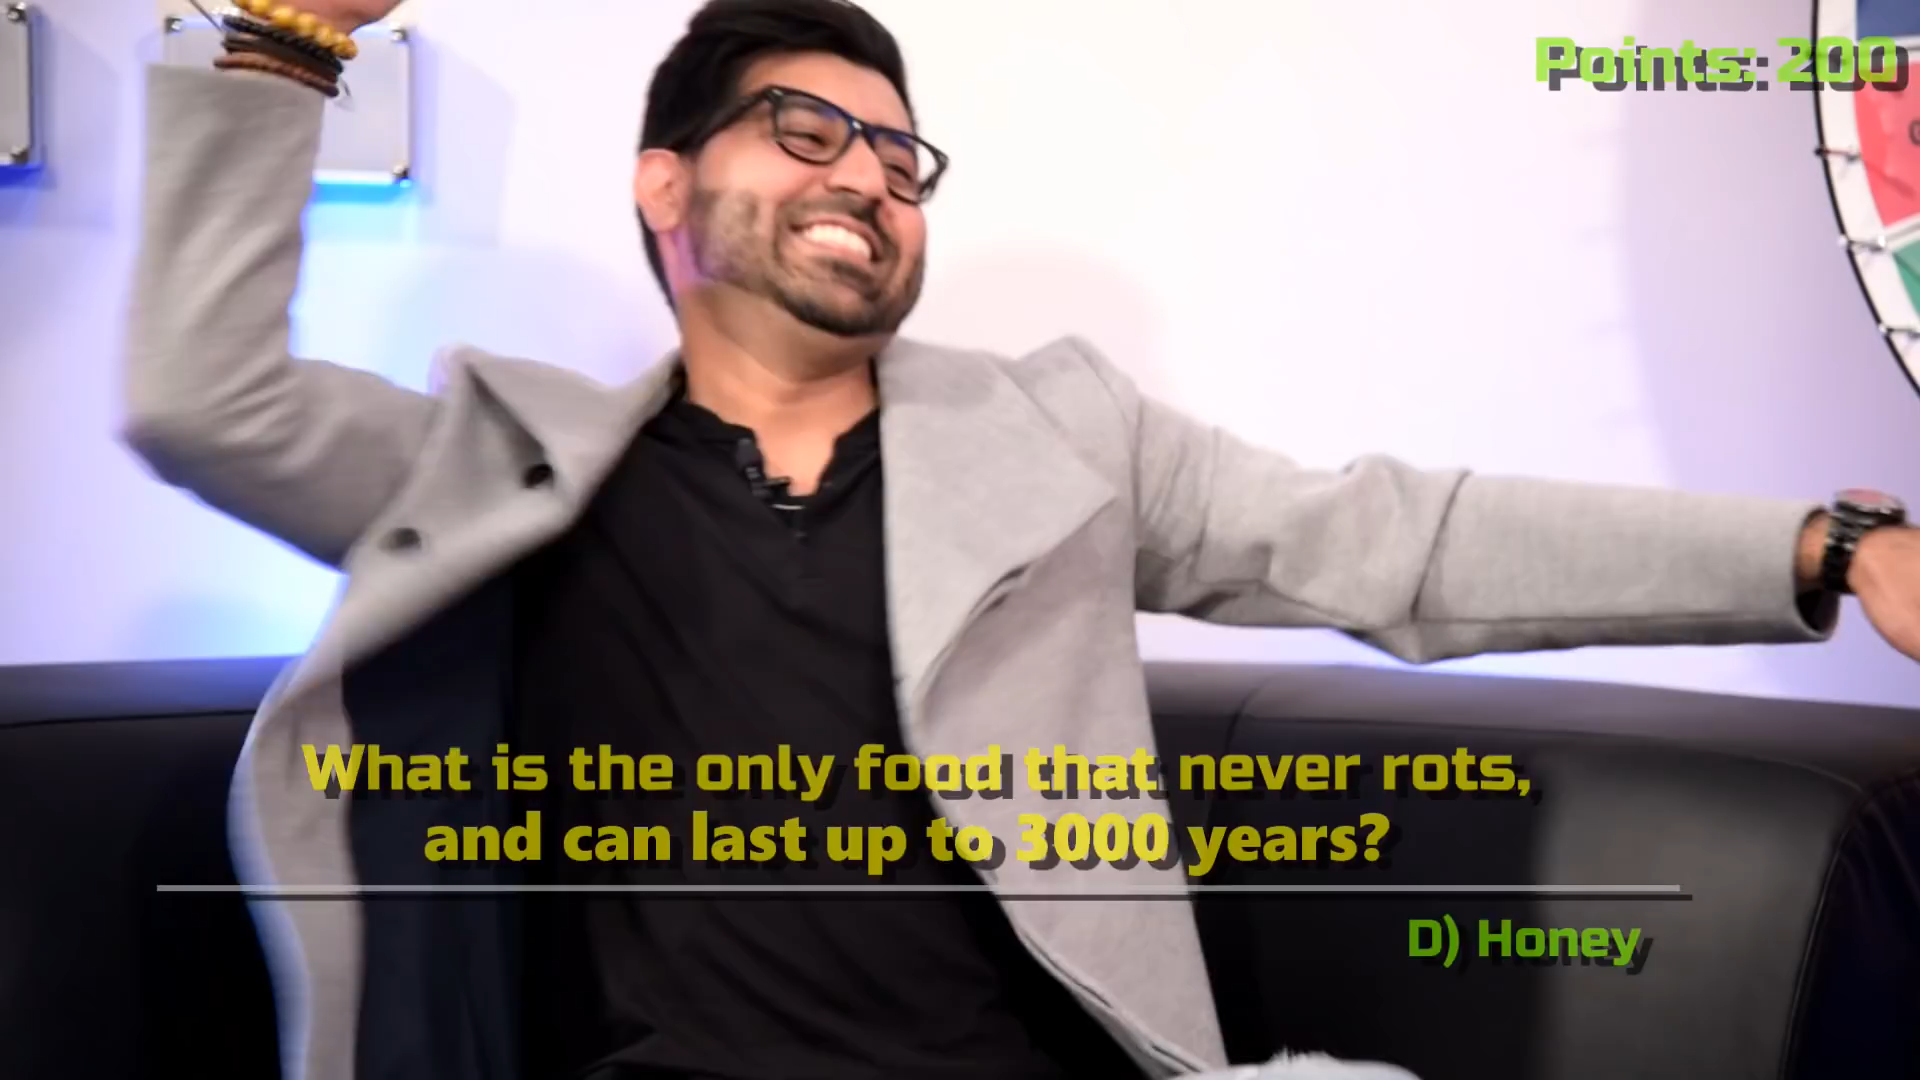 Points: 200
What is the only food that never rots,
and can last up to 3000 years?
D) Honey